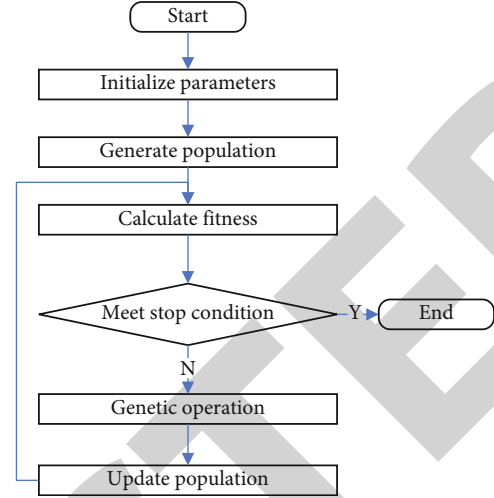 Start
Initialize parameters
Generate population
Calculate fitness
Meet stop condition
Y
End
N
Genetic operation
Update population